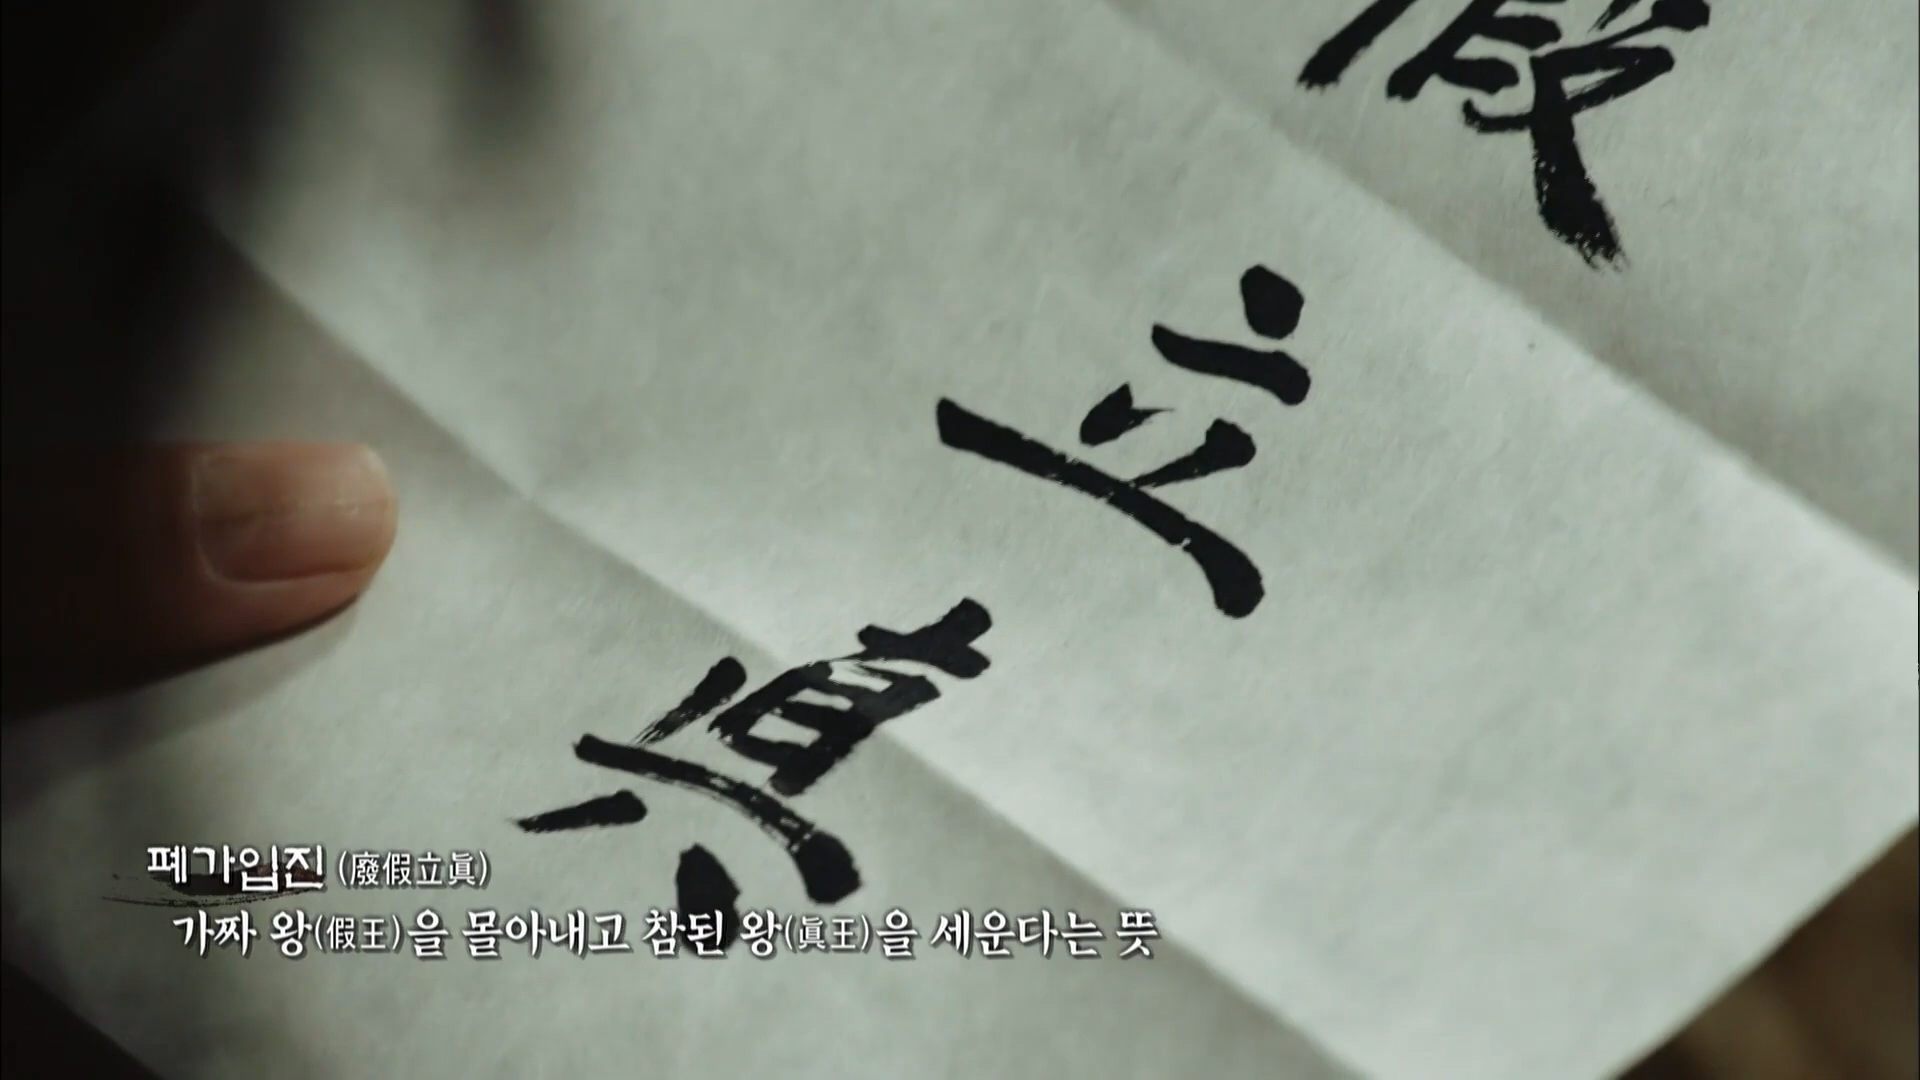 假
立
眞
폐가입진 (廢假立眞)
가짜 왕(假王)을 몰아내고 참된 왕(眞王)을 세운다는 뜻